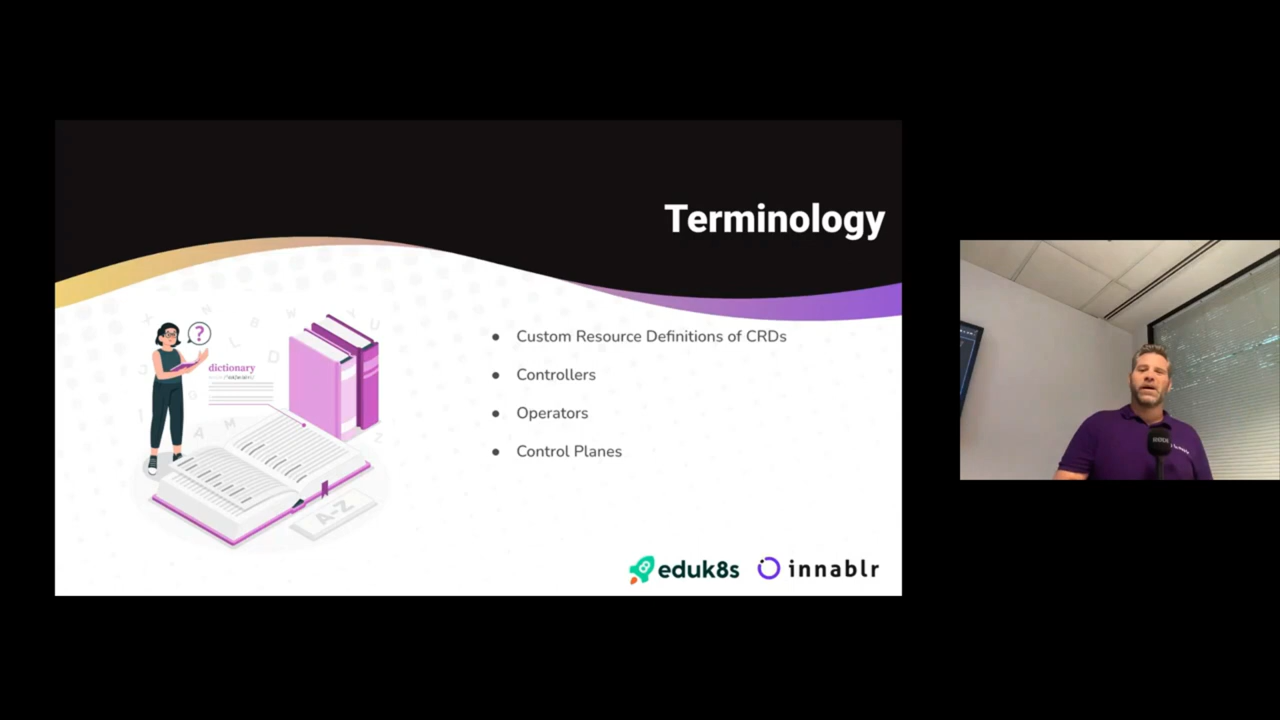 Terminology
?
dictionary
A-Z
Custom Resource Definitions of CRDs
Controllers
Operators
Control Planes
eduk8s
innablr